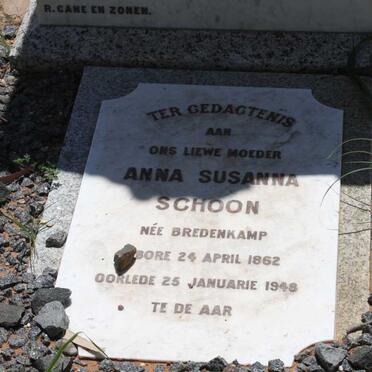 R. CANE EN ZONEN.
TER GEDAGTENIS
AAN
ONS LIEWE MOEDER
ANNA SUSANNA
SCHOON
NÉE BREDENKAMP
BORE 24 APRIL 1862
OORLEDE 25 JANUARIE 1948
TE DE AAR